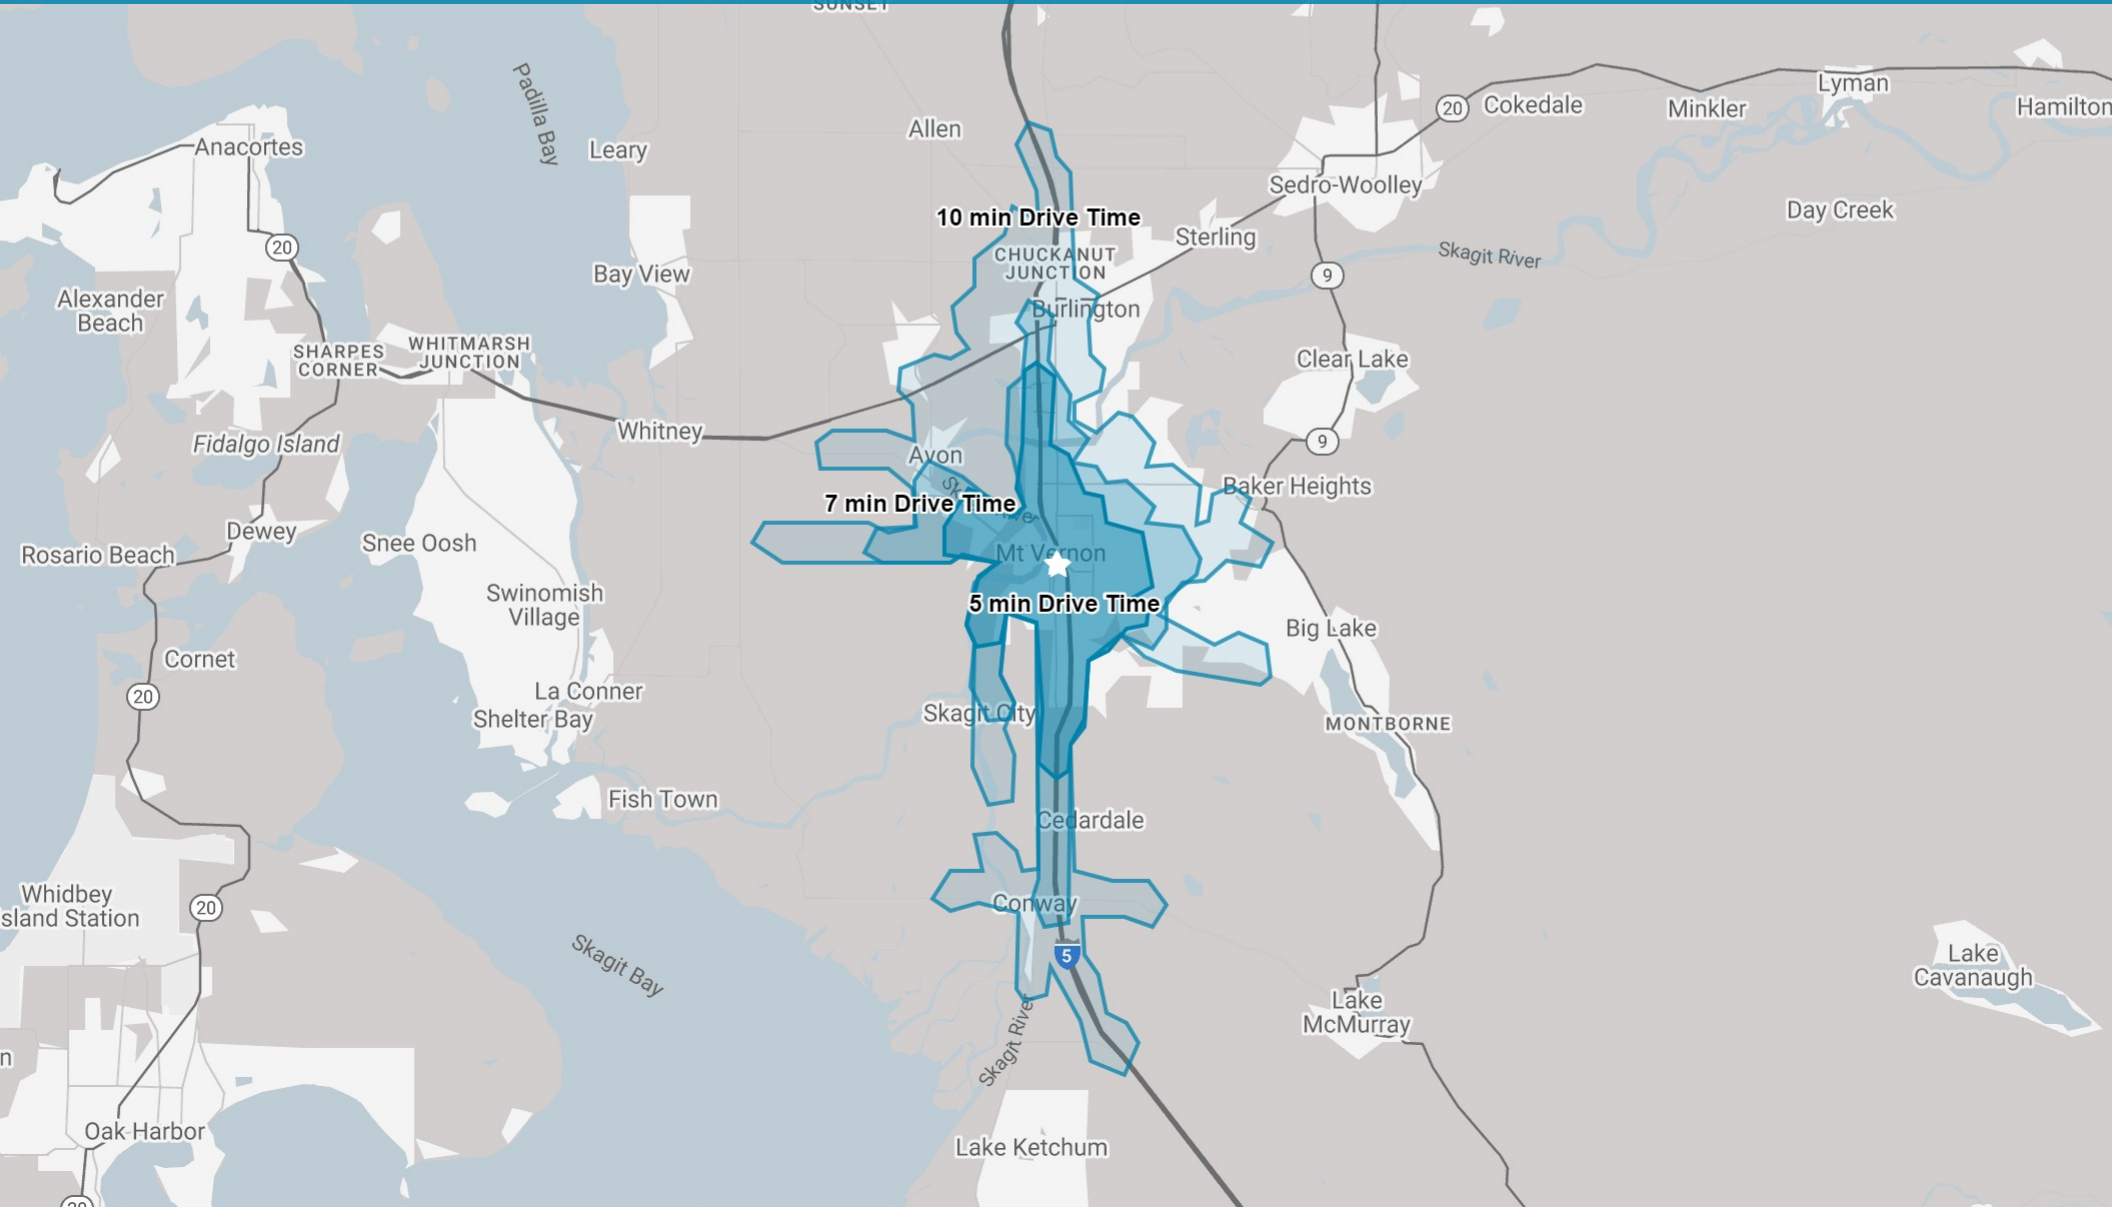 SUNSET
Padilla Bay
Lyman
20
Cokedale
Minkler
Hamilton
Allen
Anacortes
Leary
Sedro-Woolley
Day Creek
10 min Drive Time
Sterling
20
Skagit River
CHUCKANUT
JUNCTION
Bay View
9
Alexander
Beach
Burlington
SHARPES
CORNER
WHITMARSH
JUNCTION
Clear Lake
Whitney
Fidalgo Island
9
Avon
Baker Heights
7 min Drive Time
Dewey
Snee Oosh
Rosario Beach
Mt Vernon
Swinomish
Village
5 min Drive Time
Big Lake
Cornet
La Conner
20
Skagit City
Shelter Bay
MONTBORNE
Fish Town
Cedardale
Whidbey
sland Station
20
Conway
Skagit Bay
5
Lake
Cavanaugh
Lake
McMurray
Skagit River
n
Oak Harbor
Lake Ketchum
20